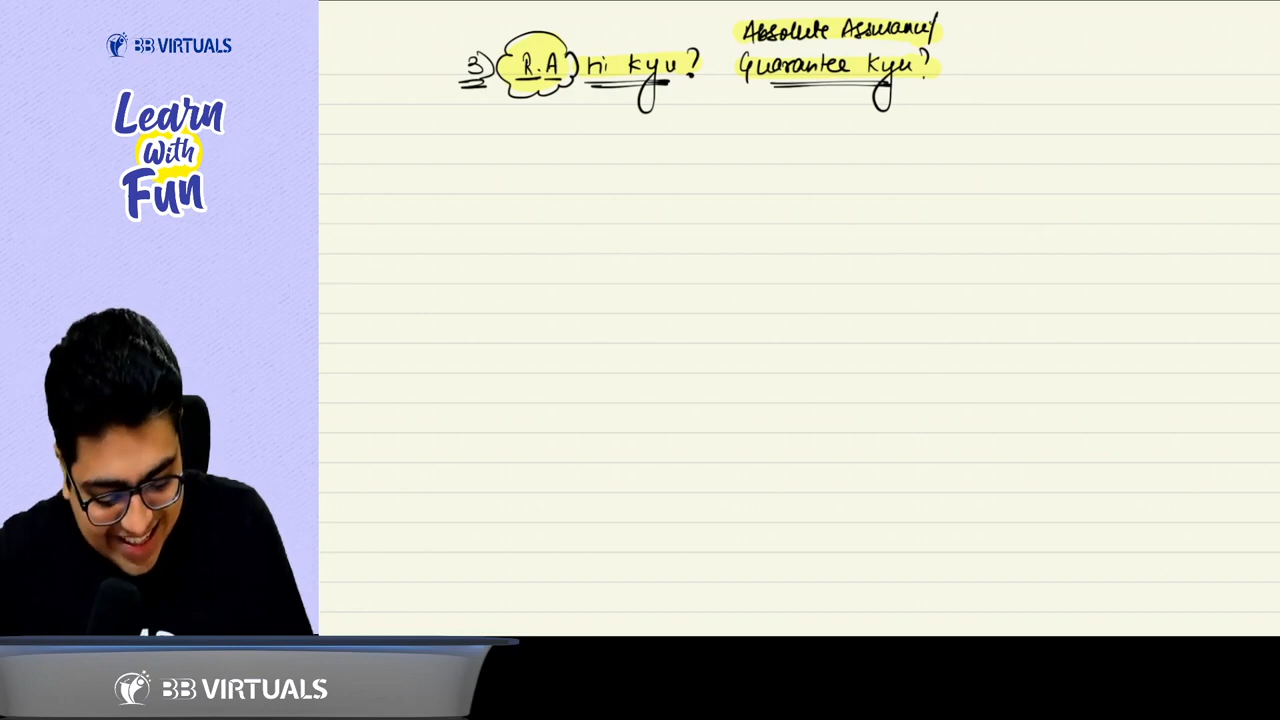 BB VIRTUALS
Learn
With
Fun
Absolute Assurance/
3) R.A hi kyu? Guarantee kyu?
BB VIRTUALS